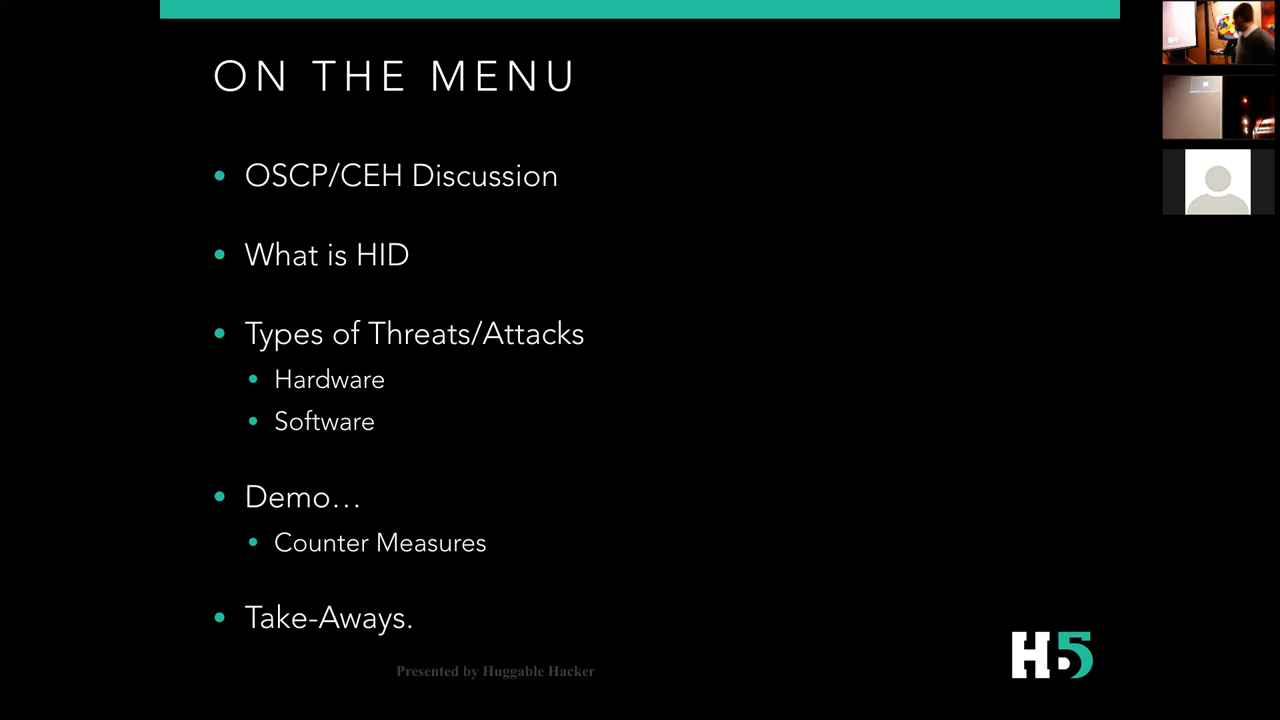 ON THE MENU
• OSCP/CEH Discussion
• What is HID
• Types of Threats/Attacks
• Hardware
• Software
• Demo…
• Counter Measures
• Take-Aways.
Presented by Huggable Hacker
H5